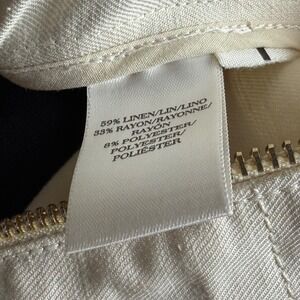 59% LINEN/LIN/LINO
33% RAYON/RAYONNE/
RAYÓN
8% POLYESTER/
POLYESTER/
POLIÉSTER